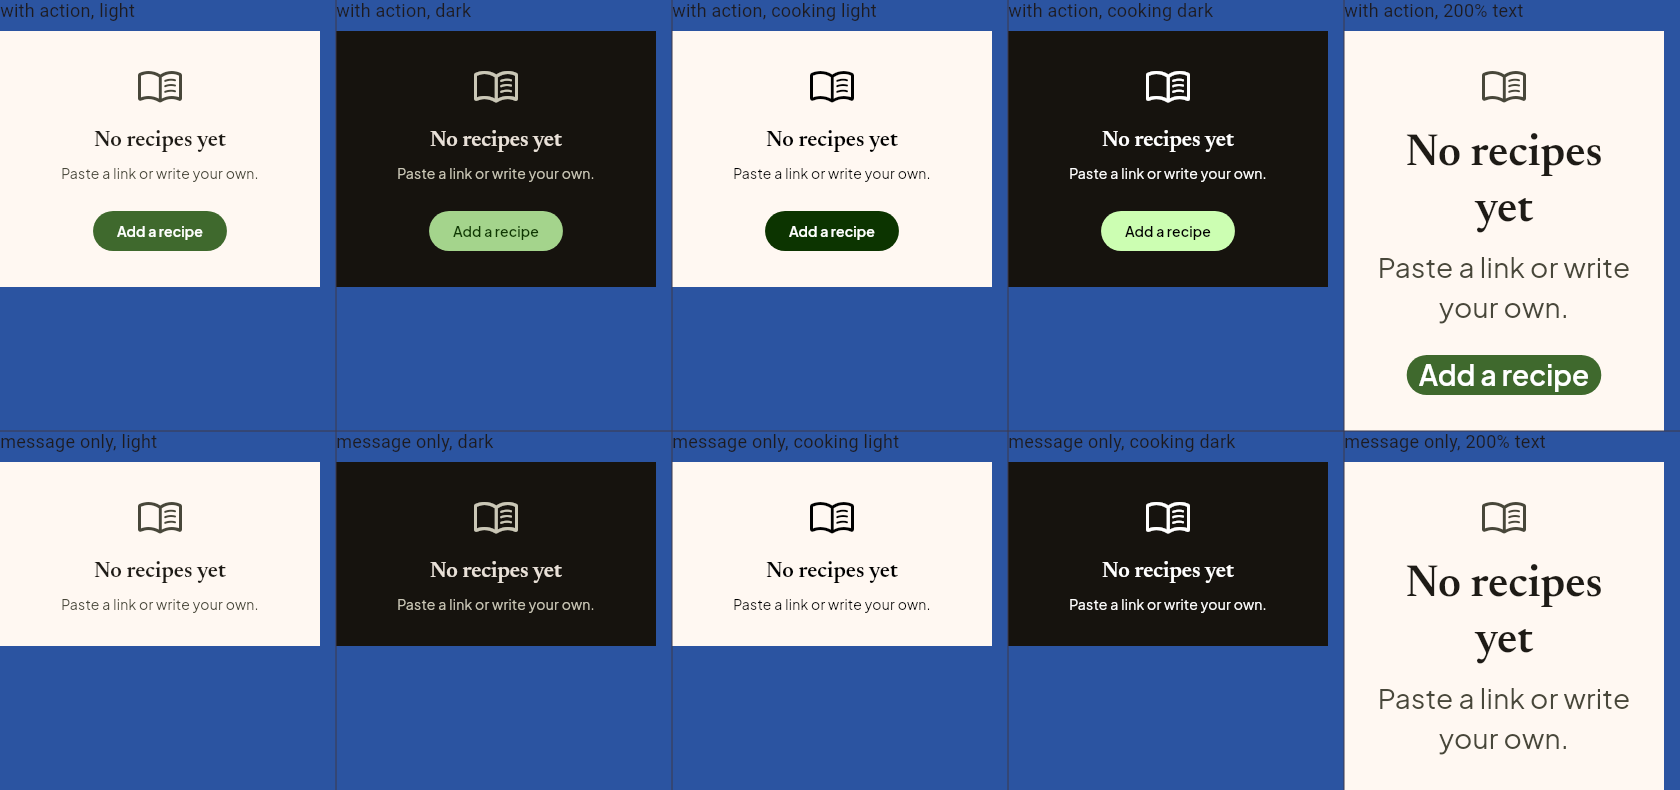 with action, light
No recipes yet
Paste a link or write your own.
Add a recipe
with action, dark
No recipes yet
Paste a link or write your own.
Add a recipe
with action, cooking light
No recipes yet
Paste a link or write your own.
Add a recipe
with action, cooking dark
No recipes yet
Paste a link or write your own.
Add a recipe
with action, 200% text
No recipes
yet
Paste a link or write
your own.
Add a recipe
message only, light
No recipes yet
Paste a link or write your own.
message only, dark
No recipes yet
Paste a link or write your own.
message only, cooking light
No recipes yet
Paste a link or write your own.
message only, cooking dark
No recipes yet
Paste a link or write your own.
message only, 200% text
No recipes
yet
Paste a link or write
your own.